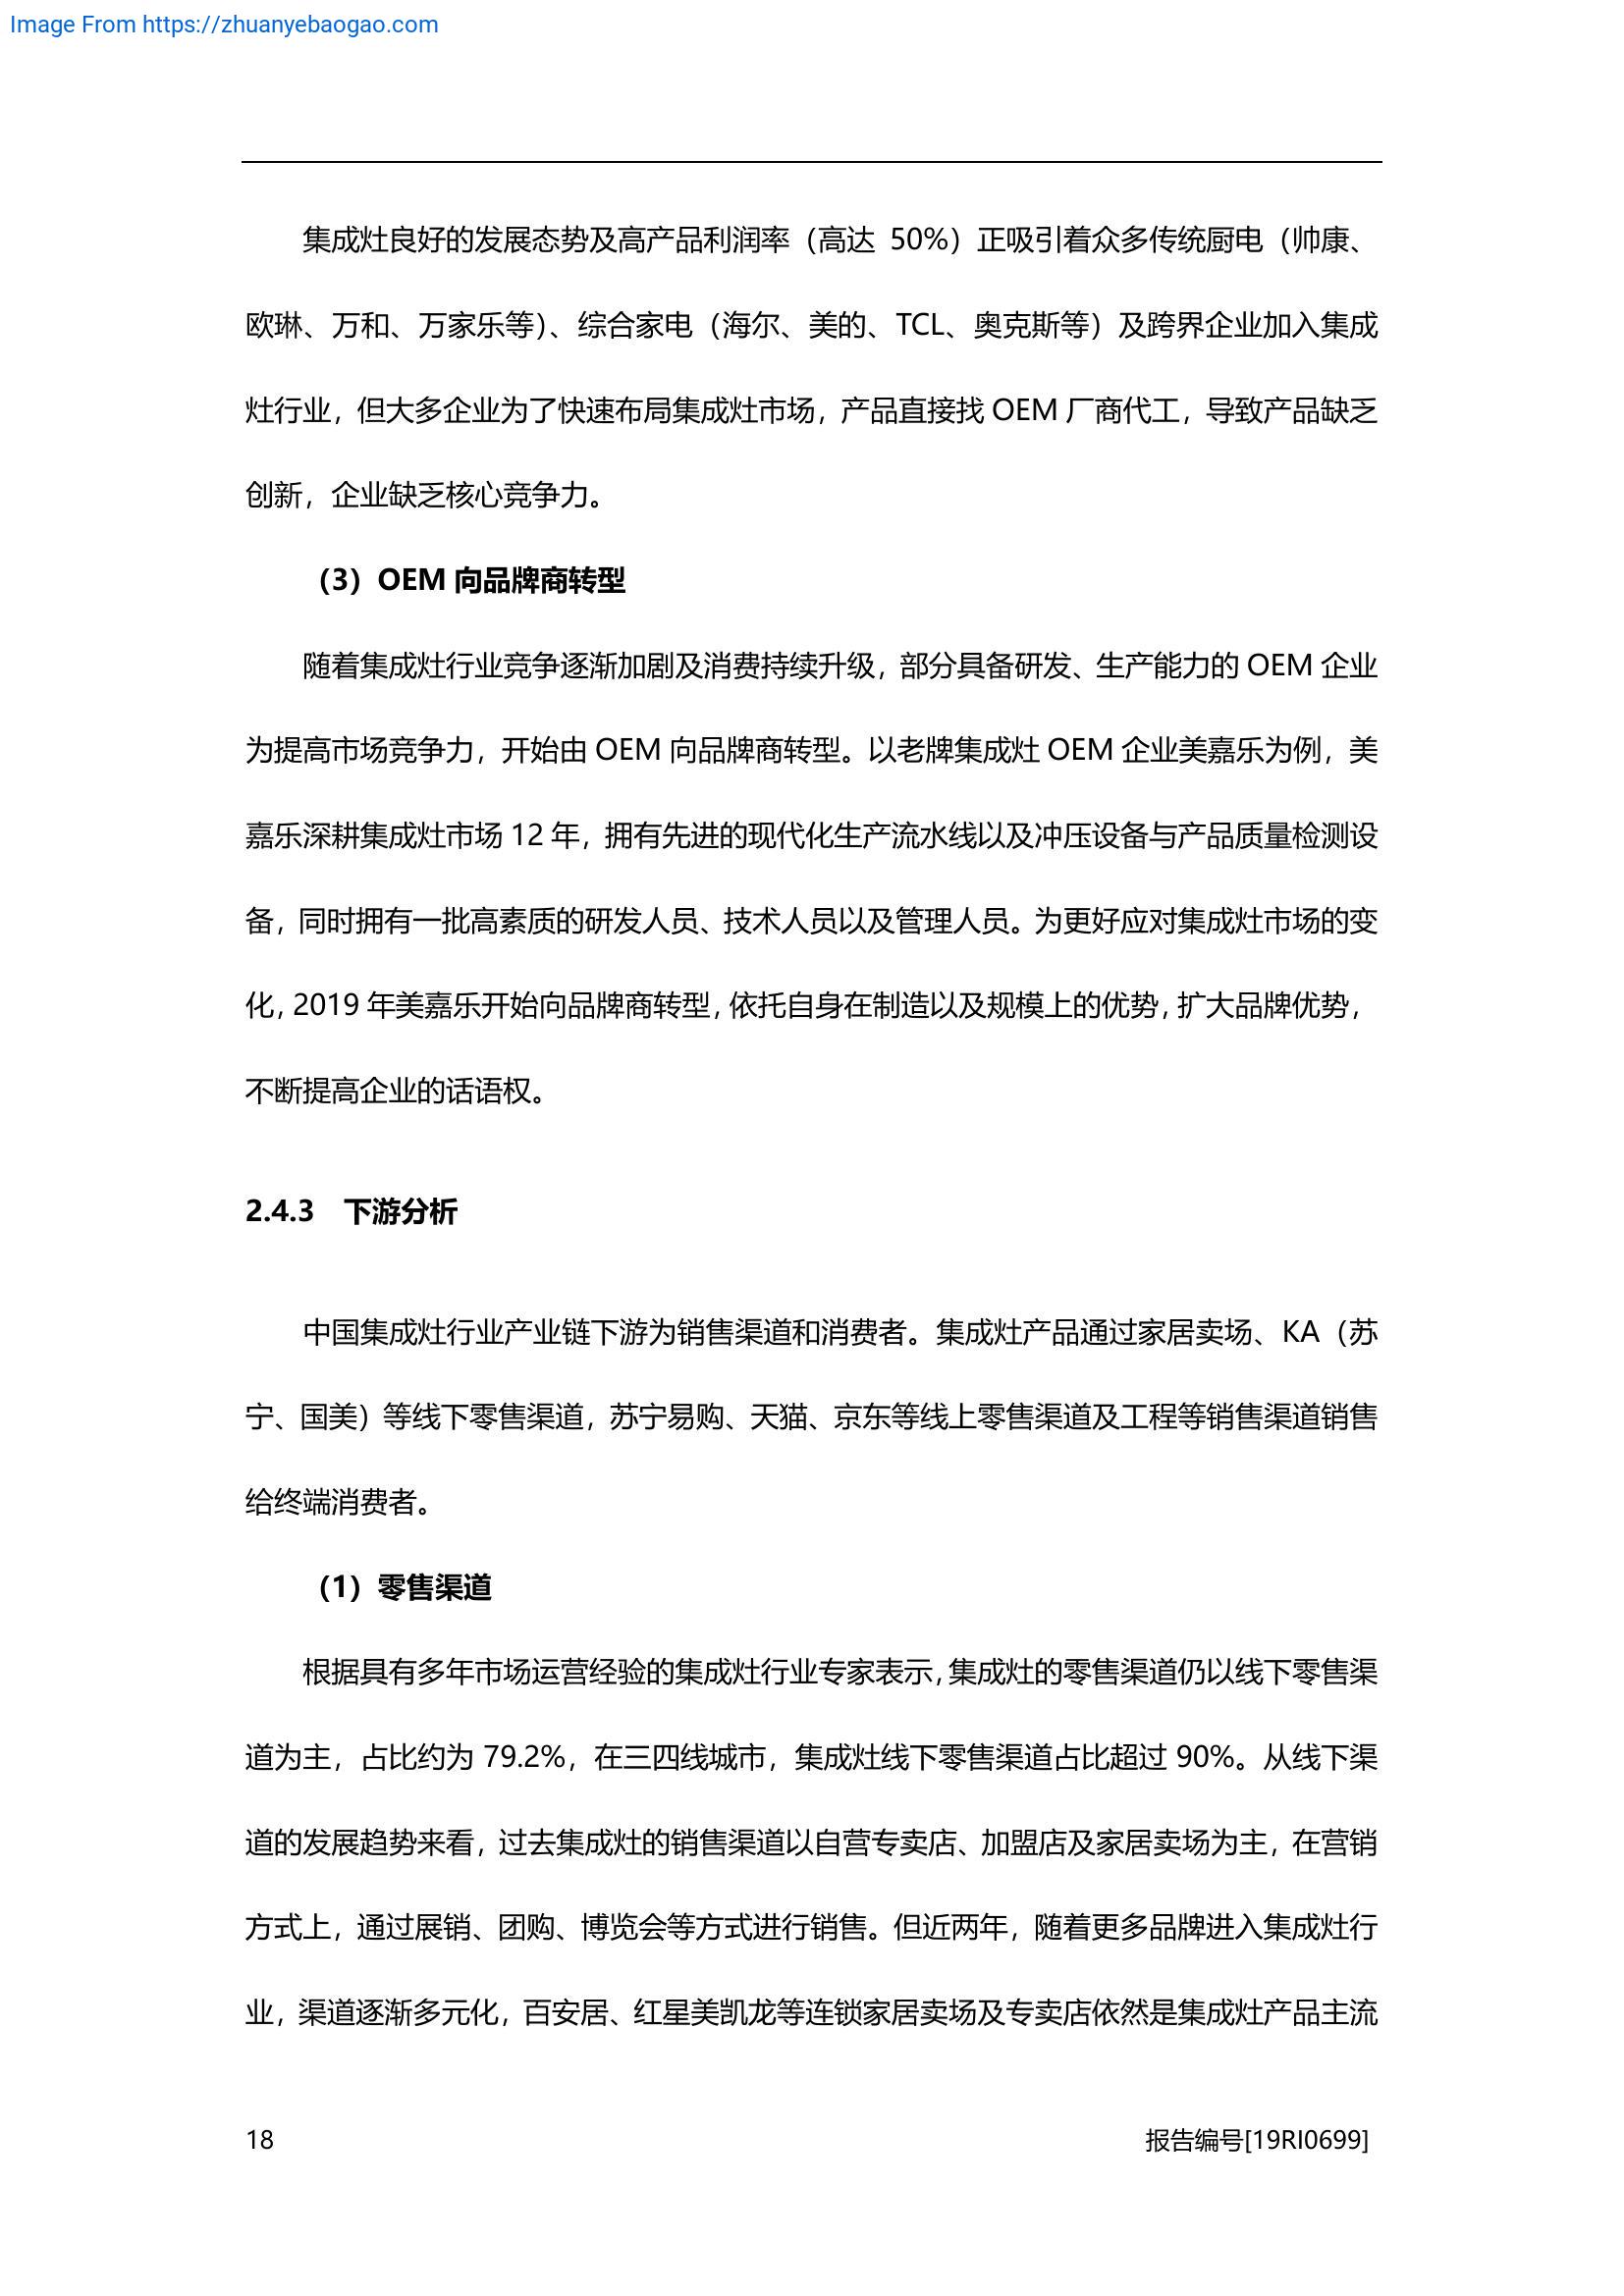 Image From https://zhuanyebaogao.com
集成灶良好的发展态势及高产品利润率（高达 50%）正吸引着众多传统厨电（帅康、
欧琳、万和、万家乐等）、综合家电（海尔、美的、TCL、奥克斯等）及跨界企业加入集成
灶行业，但大多企业为了快速布局集成灶市场，产品直接找 OEM 厂商代工，导致产品缺乏
创新，企业缺乏核心竞争力。
（3）OEM 向品牌商转型
随着集成灶行业竞争逐渐加剧及消费持续升级，部分具备研发、生产能力的 OEM 企业
为提高市场竞争力，开始由 OEM 向品牌商转型。以老牌集成灶 OEM 企业美嘉乐为例，美
嘉乐深耕集成灶市场 12 年，拥有先进的现代化生产流水线以及冲压设备与产品质量检测设
备，同时拥有一批高素质的研发人员、技术人员以及管理人员。为更好应对集成灶市场的变
化，2019 年美嘉乐开始向品牌商转型，依托自身在制造以及规模上的优势，扩大品牌优势，
不断提高企业的话语权。
2.4.3 下游分析
中国集成灶行业产业链下游为销售渠道和消费者。集成灶产品通过家居卖场、KA（苏
宁、国美）等线下零售渠道，苏宁易购、天猫、京东等线上零售渠道及工程等销售渠道销售
给终端消费者。
（1）零售渠道
根据具有多年市场运营经验的集成灶行业专家表示，集成灶的零售渠道仍以线下零售渠
道为主，占比约为 79.2%，在三四线城市，集成灶线下零售渠道占比超过 90%。从线下渠
道的发展趋势来看，过去集成灶的销售渠道以自营专卖店、加盟店及家居卖场为主，在营销
方式上，通过展销、团购、博览会等方式进行销售。但近两年，随着更多品牌进入集成灶行
业，渠道逐渐多元化，百安居、红星美凯龙等连锁家居卖场及专卖店依然是集成灶产品主流
18
报告编号[19RI0699]